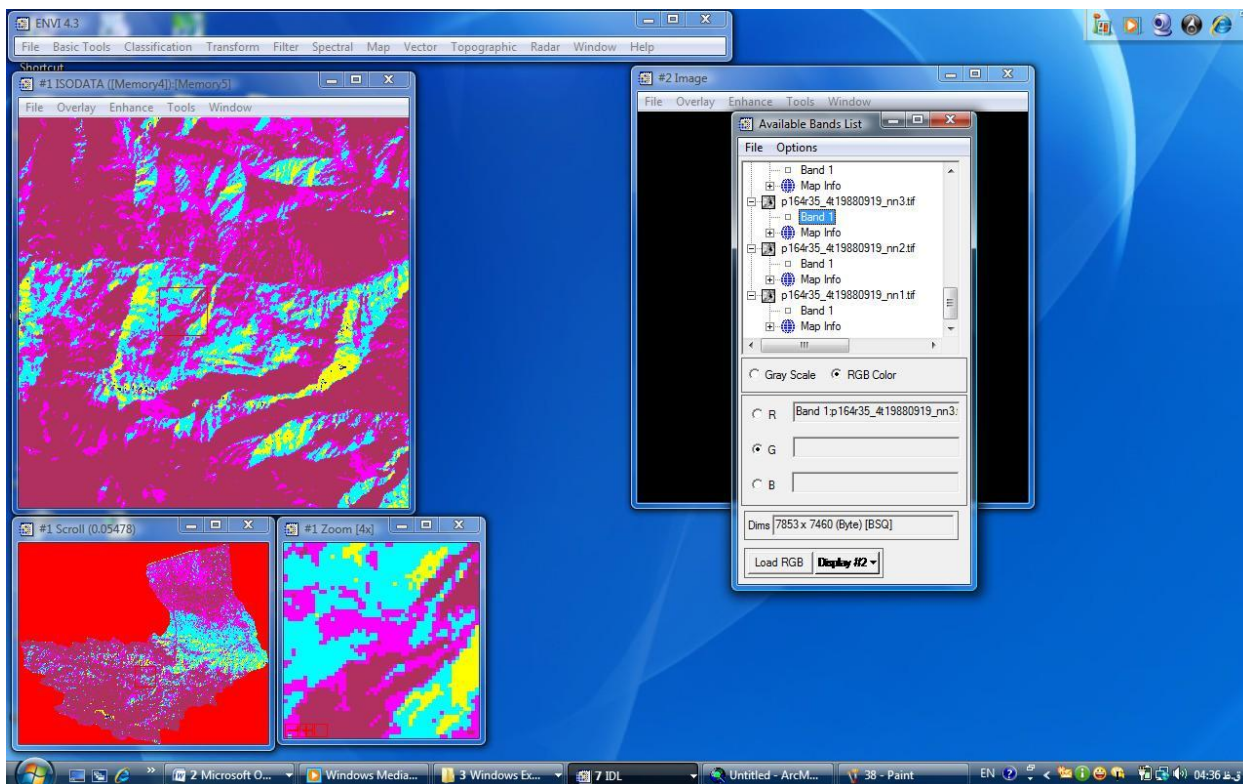 ENVI 4.3
File Basic Tools Classification Transform Filter Spectral Map Vector Topographic Radar Window Help
Shortcut
#1 ISODATA ([Memory4]):[Memory5]
File Overlay Enhance Tools Window
#2 Image
File Overlay Enhance Tools Window
Available Bands List
File Options
Band 1
Map Info
p164r35_4t19880919_nn3.tif
Band 1
Map Info
p164r35_4t19880919_nn2.tif
Band 1
Map Info
p164r35_4t19880919_nn1.tif
Band 1
Map Info
Gray Scale RGB Color
R Band 1:p164r35_4t19880919_nn3.
G
B
Dims 7853 x 7460 (Byte) [BSQ]
Load RGB Display #2
#1 Scroll (0.05478)
#1 Zoom [4x]
2 Microsoft O... Windows Media... 3 Windows Ex... 7 IDL Untitled - ArcM... 38 - Paint EN 04:36 ق.ظ